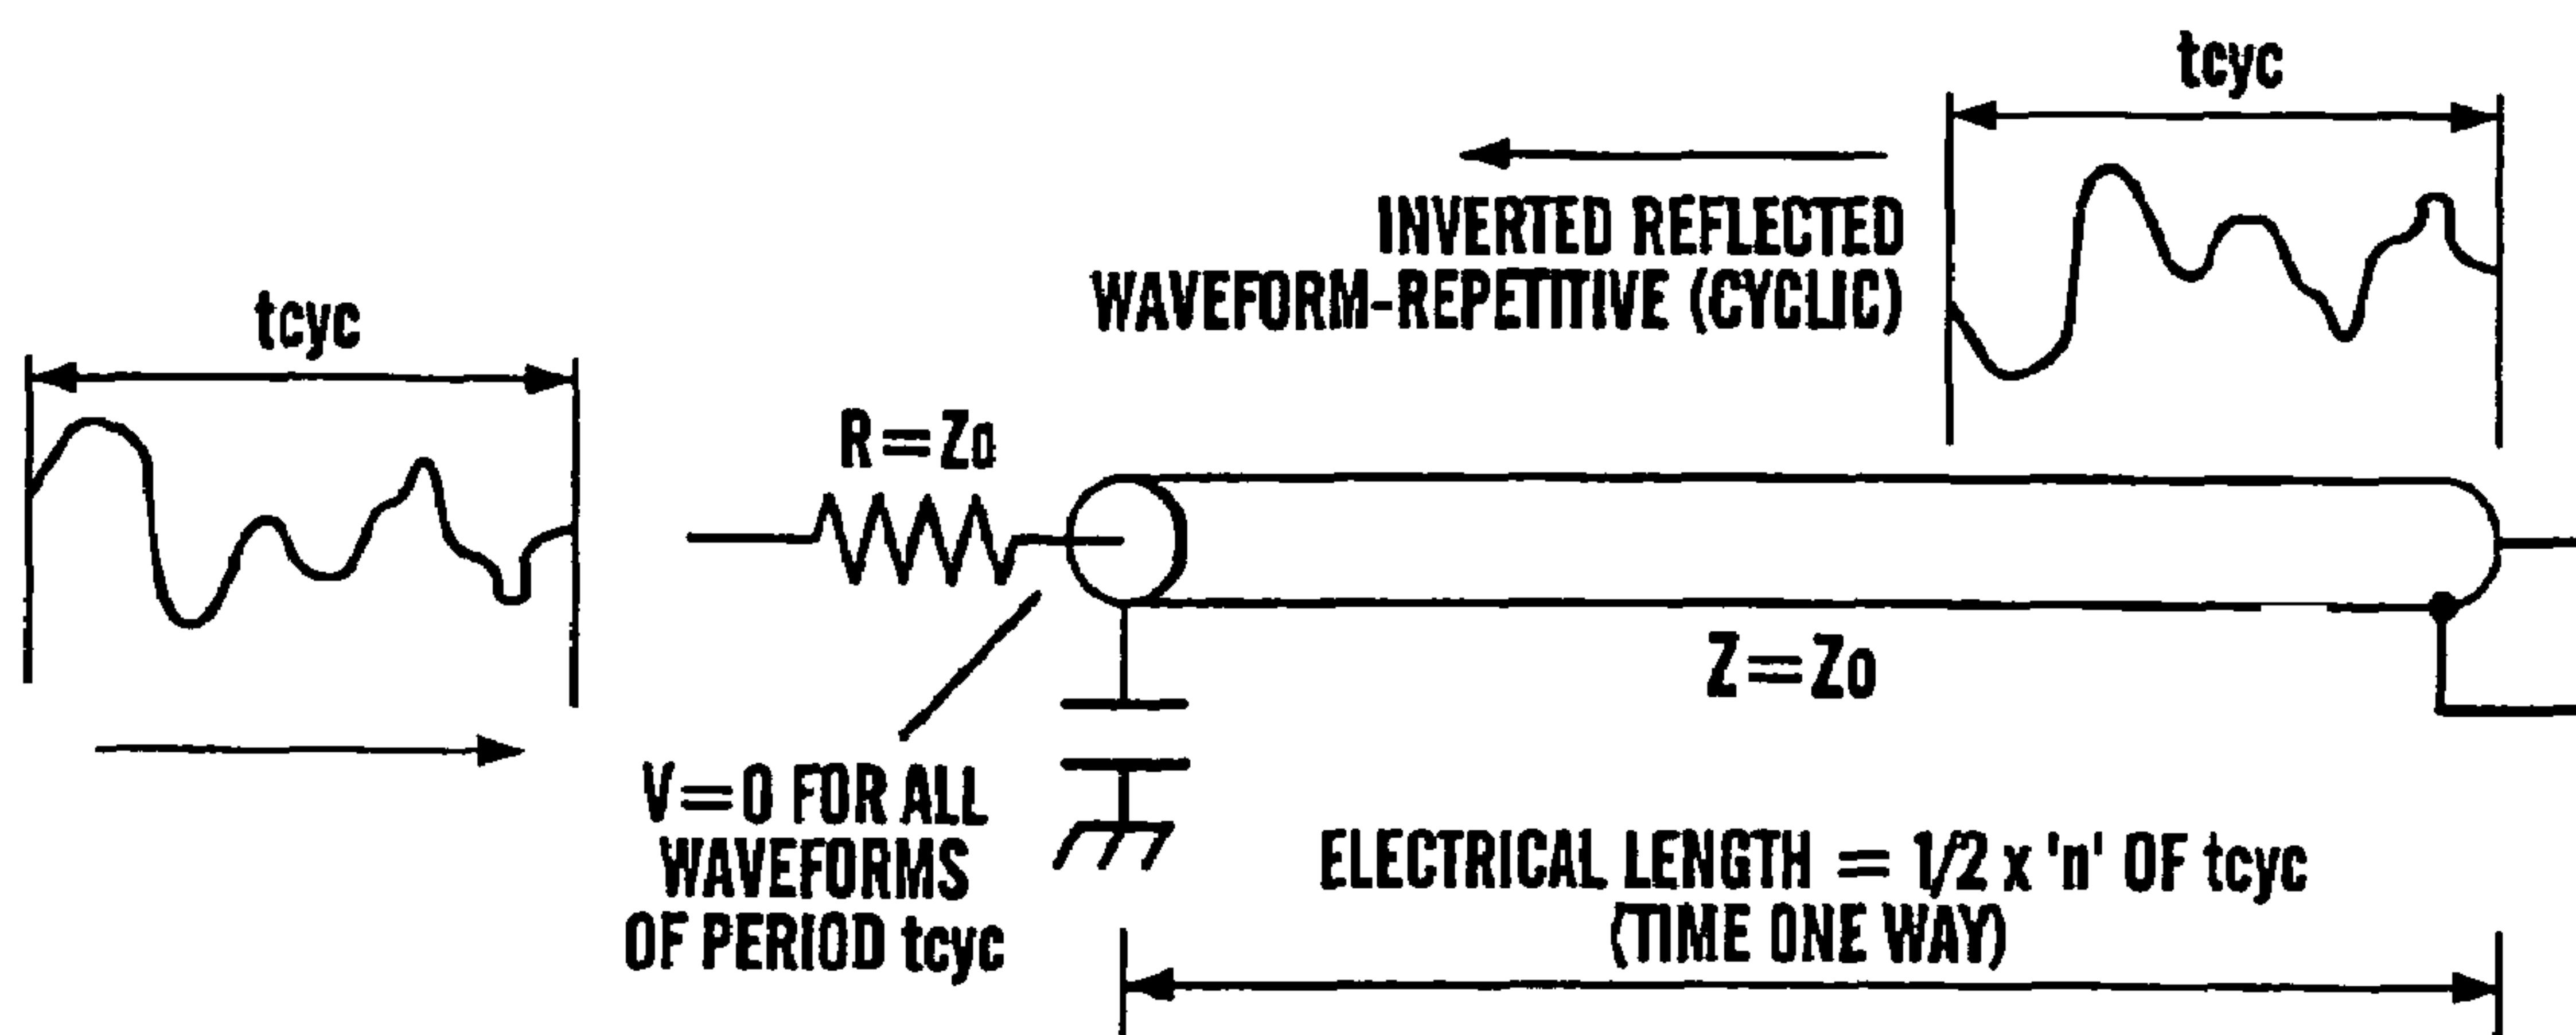 tcyc
INVERTED REFLECTED
WAVEFORM-REPETITIVE (CYCLIC)
tcyc
R=Zo
Z=Zo
V=0 FOR ALL
WAVEFORMS
OF PERIOD tcyc
ELECTRICAL LENGTH = 1/2 x 'n' OF tcyc
(TIME ONE WAY)